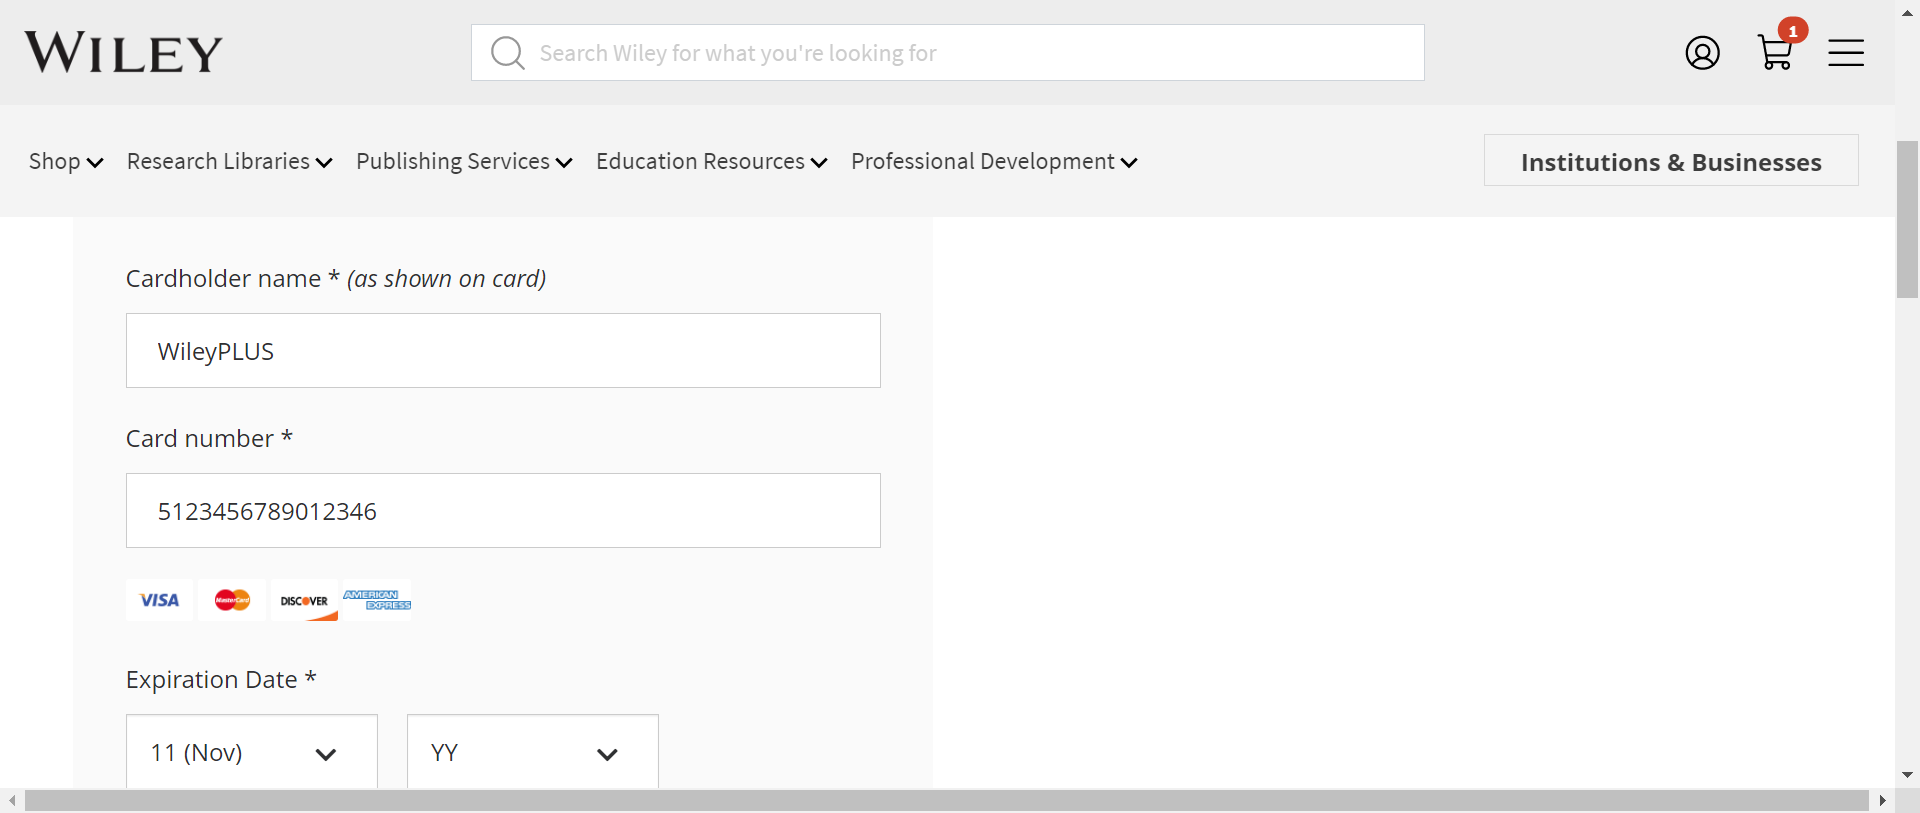 WILEY
Search Wiley for what you're looking for
1
Shop Research Libraries Publishing Services Education Resources Professional Development
Institutions & Businesses
Cardholder name * (as shown on card)
WileyPLUS
Card number *
5123456789012346
VISA MasterCard DISCOVER AMERICAN EXPRESS
Expiration Date *
11 (Nov) YY